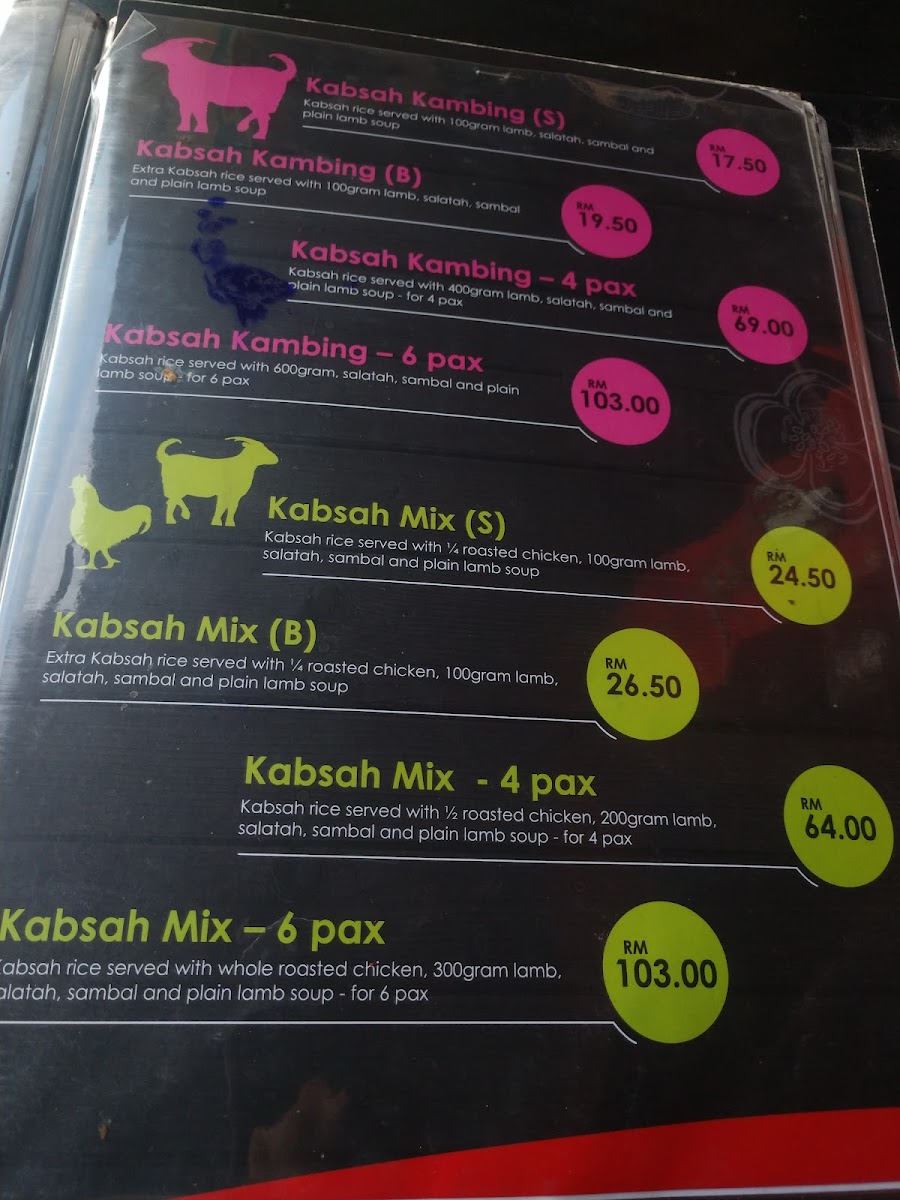 Kabsah Kambing (S)
Kabsah rice served with 100gram lamb, salatah, sambal and
plain lamb soup
RM
17.50
Kabsah Kambing (B)
Extra Kabsah rice served with 100gram lamb, salatah, sambal
and plain lamb soup
RM
19.50
Kabsah Kambing – 4 pax
Kabsah rice served with 400gram lamb, salatah, sambal and
plain lamb soup - for 4 pax
RM
69.00
Kabsah Kambing – 6 pax
Kabsah rice served with 600gram, salatah, sambal and plain
lamb soup - for 6 pax
RM
103.00
Kabsah Mix (S)
Kabsah rice served with ¼ roasted chicken, 100gram lamb,
salatah, sambal and plain lamb soup
RM
24.50
Kabsah Mix (B)
Extra Kabsah rice served with ¼ roasted chicken, 100gram lamb,
salatah, sambal and plain lamb soup
RM
26.50
Kabsah Mix - 4 pax
Kabsah rice served with ½ roasted chicken, 200gram lamb,
salatah, sambal and plain lamb soup - for 4 pax
RM
64.00
Kabsah Mix – 6 pax
absah rice served with whole roasted chicken, 300gram lamb,
alatah, sambal and plain lamb soup - for 6 pax
RM
103.00